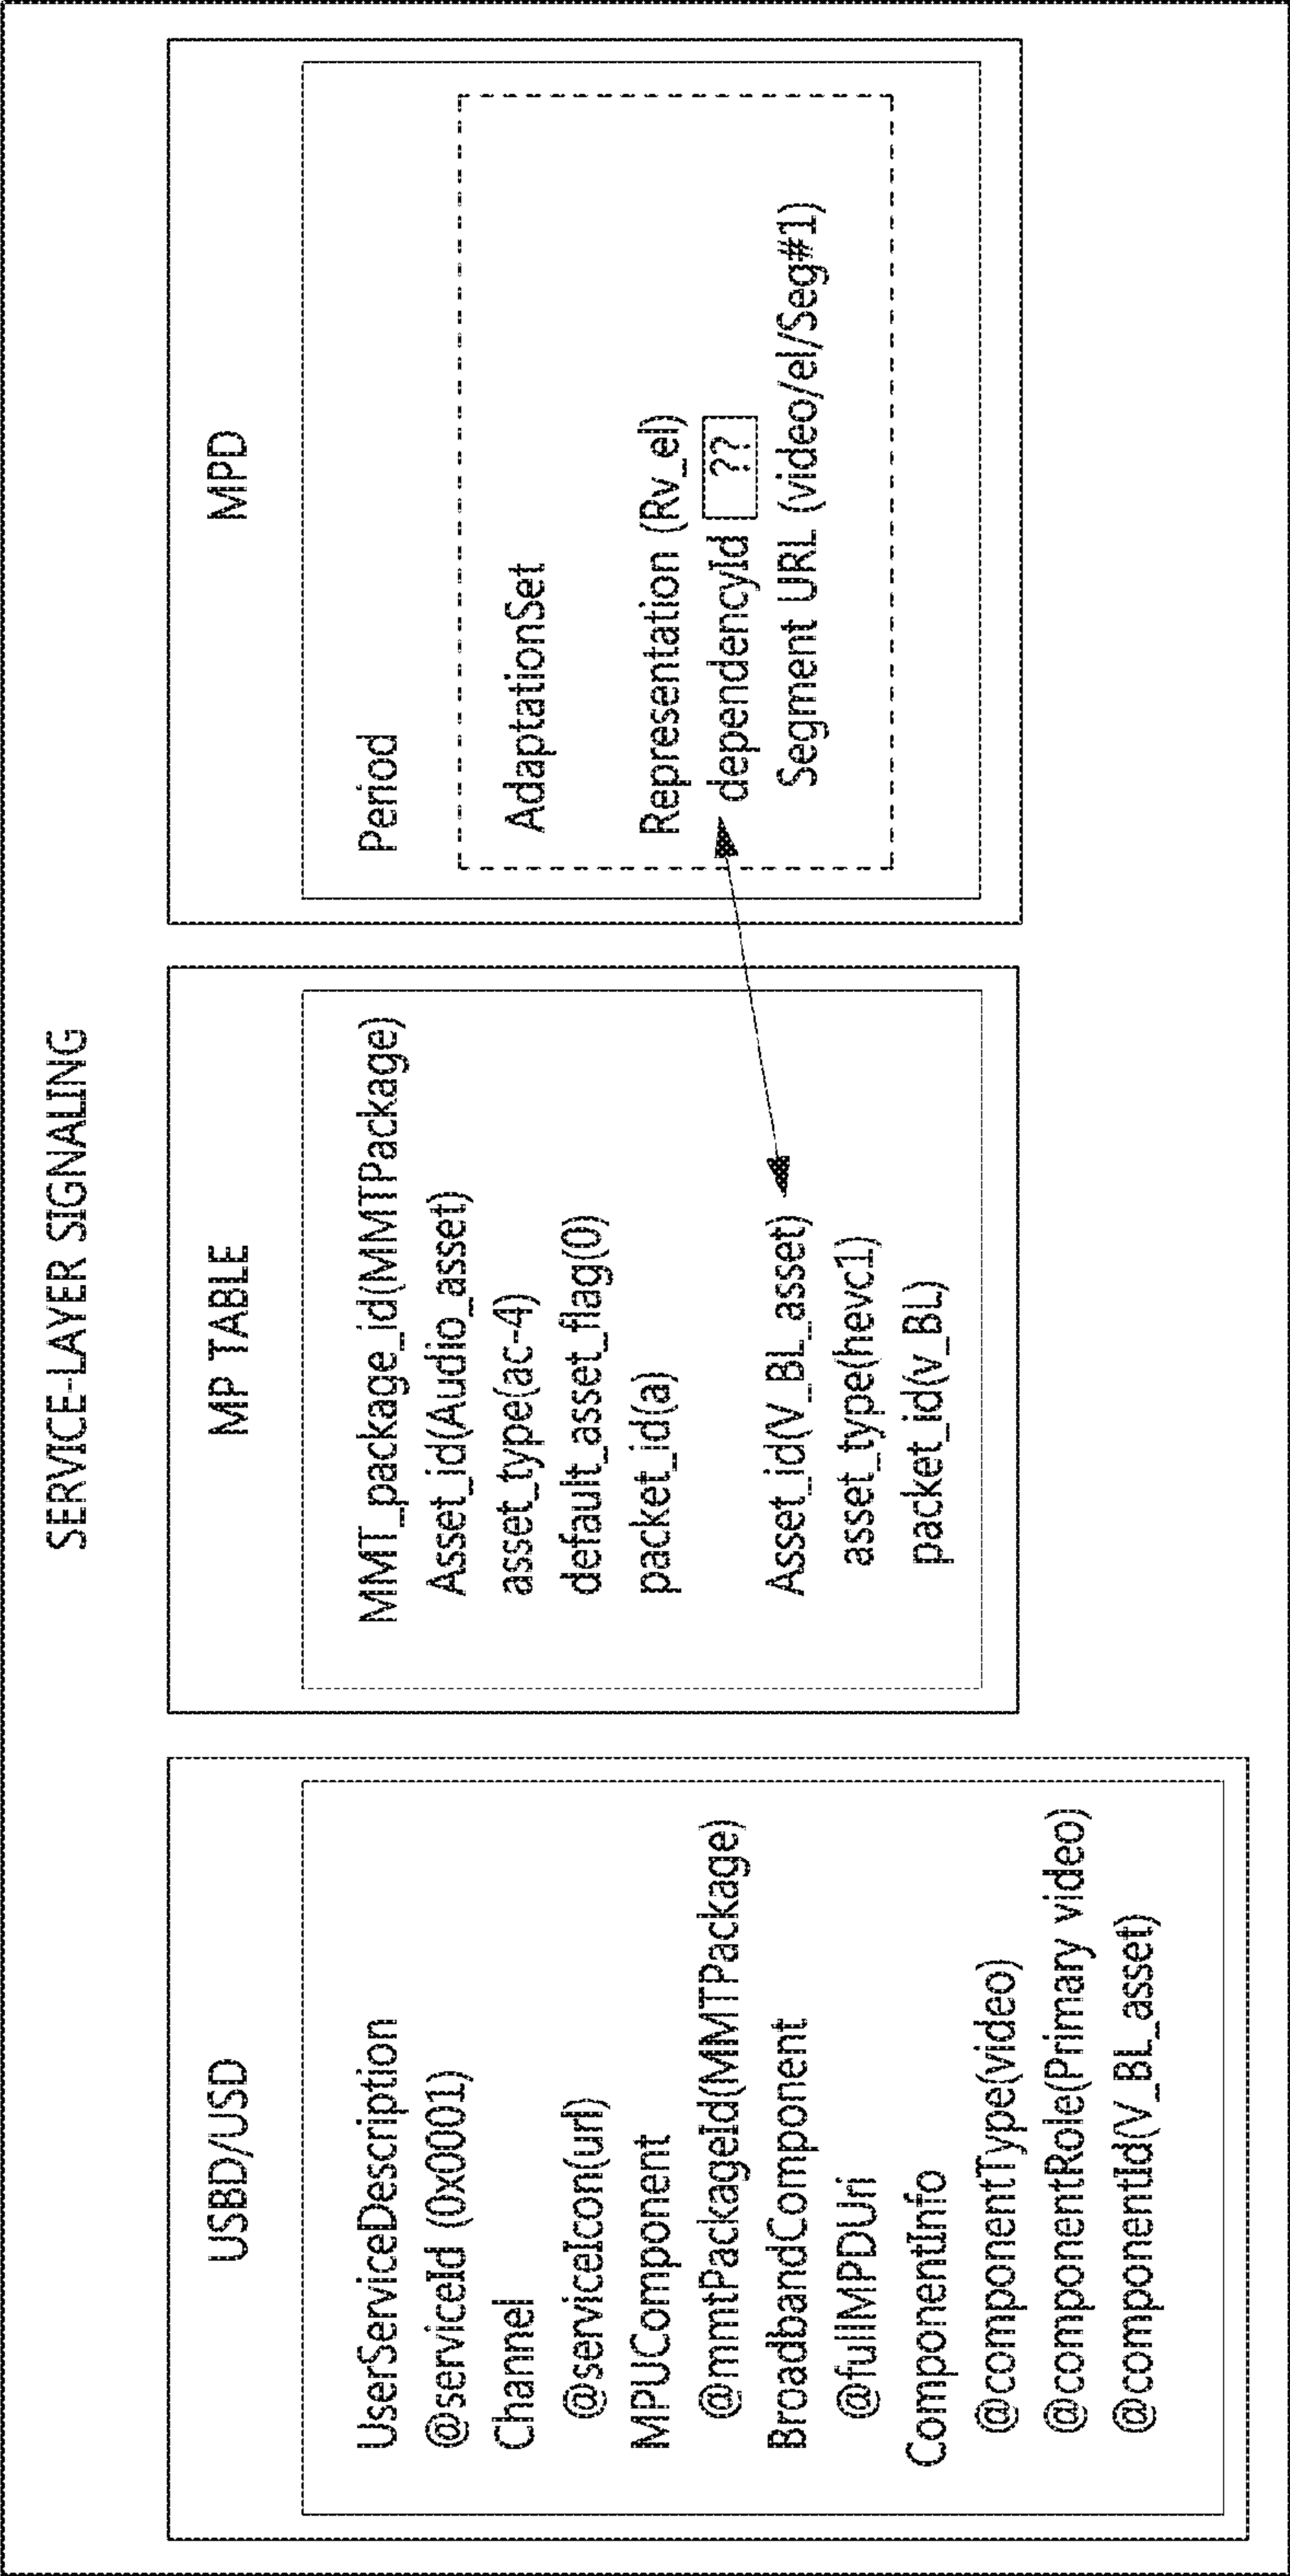 SERVICE-LAYER SIGNALING
USBD/USD
UserServiceDescription
@serviceId (0x0001)
Channel
@serviceIcon(url)
MPUComponent
@mmtPackageId(MMTPackage)
BroadbandComponent
@fullMPDUri
ComponentInfo
@componentType(video)
@componentRole(Primary video)
@componentId(V_BL_asset)
MP TABLE
MMT_package_id(MMTPackage)
Asset_id(Audio_asset)
asset_type(ac-4)
default_asset_flag(0)
packet_id(a)
Asset_id(V_BL_asset)
asset_type(hevc1)
packet_id(v_BL)
MPD
Period
AdaptationSet
Representation (Rv_el)
dependencyId ??
Segment URL (video/el/Seg#1)